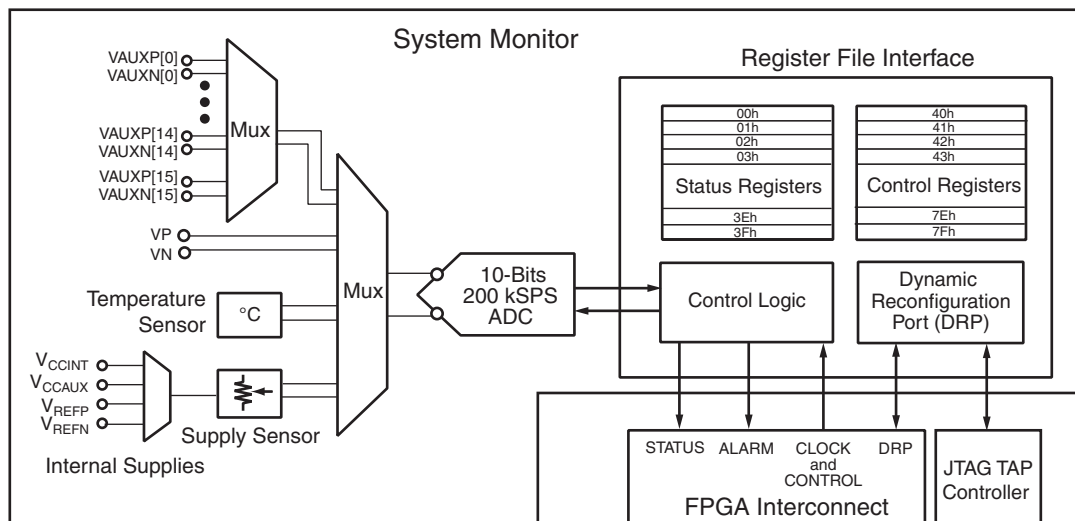 System Monitor
VAUXP[0]
VAUXN[0]
VAUXP[14]
VAUXN[14]
VAUXP[15]
VAUXN[15]
Mux
VP
VN
Temperature
Sensor
°C
VCCINT
VCCAUX
VREFP
VREFN
Internal Supplies
Supply Sensor
Mux
10-Bits
200 kSPS
ADC
Register File Interface
00h
01h
02h
03h
Status Registers
3Eh
3Fh
40h
41h
42h
43h
Control Registers
7Eh
7Fh
Control Logic
Dynamic
Reconfiguration
Port (DRP)
STATUS
ALARM
CLOCK
and
CONTROL
DRP
FPGA Interconnect
JTAG TAP
Controller